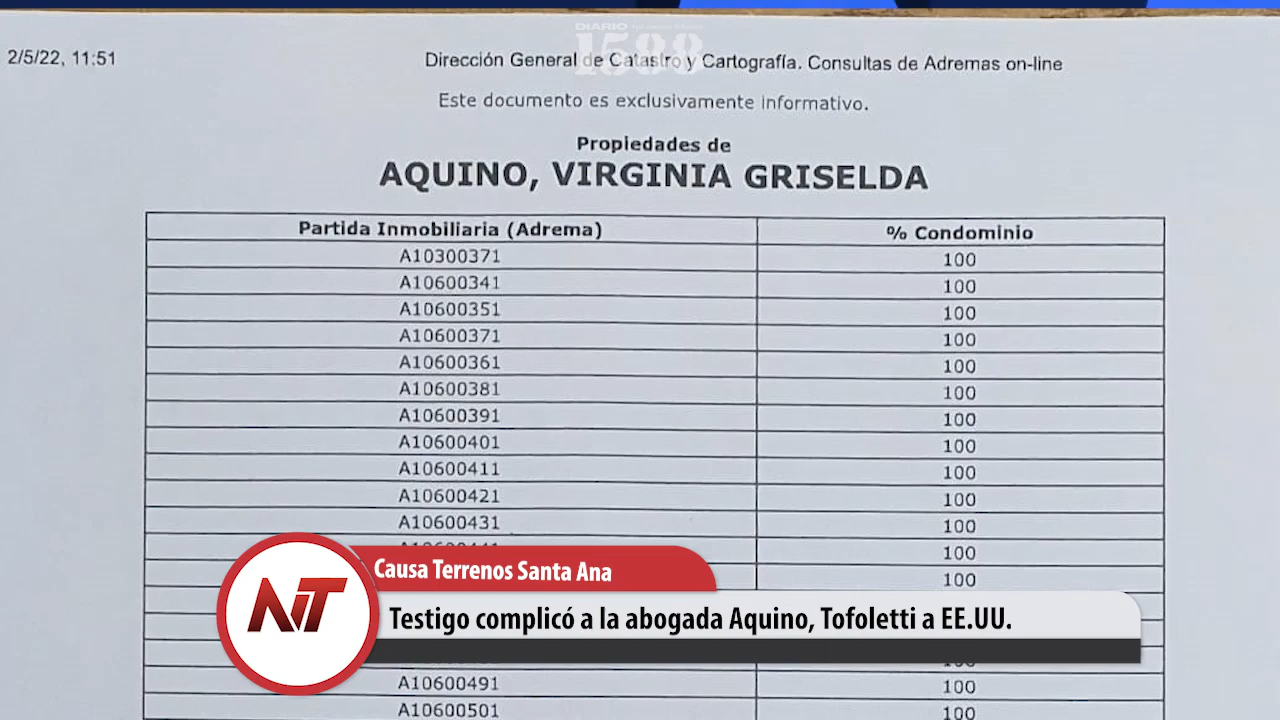 DIARIO
1588
2/5/22, 11:51
Dirección General de Catastro y Cartografía. Consultas de Adremas on-line
Este documento es exclusivamente informativo.
Propiedades de
AQUINO, VIRGINIA GRISELDA
Partida Inmobiliaria (Adrema) % Condominio
A10300371 100
A10600341 100
A10600351 100
A10600371 100
A10600361 100
A10600381 100
A10600391 100
A10600401 100
A10600411 100
A10600421 100
A10600431 100
100
100
Causa Terrenos Santa Ana
NiT
Testigo complicó a la abogada Aquino, Tofoletti a EE.UU.
A10600491 100
A10600501 100